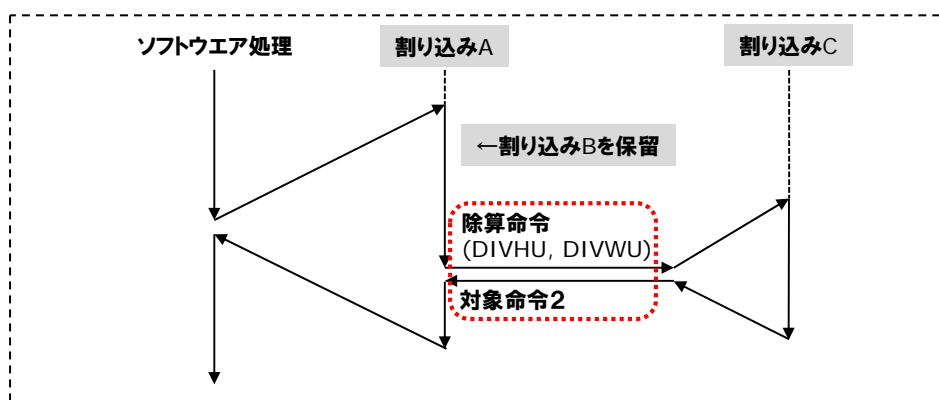 ソフトウエア処理
割り込みA
割り込みC
←割り込みBを保留
除算命令
(DIVHU, DIVWU)
対象命令２